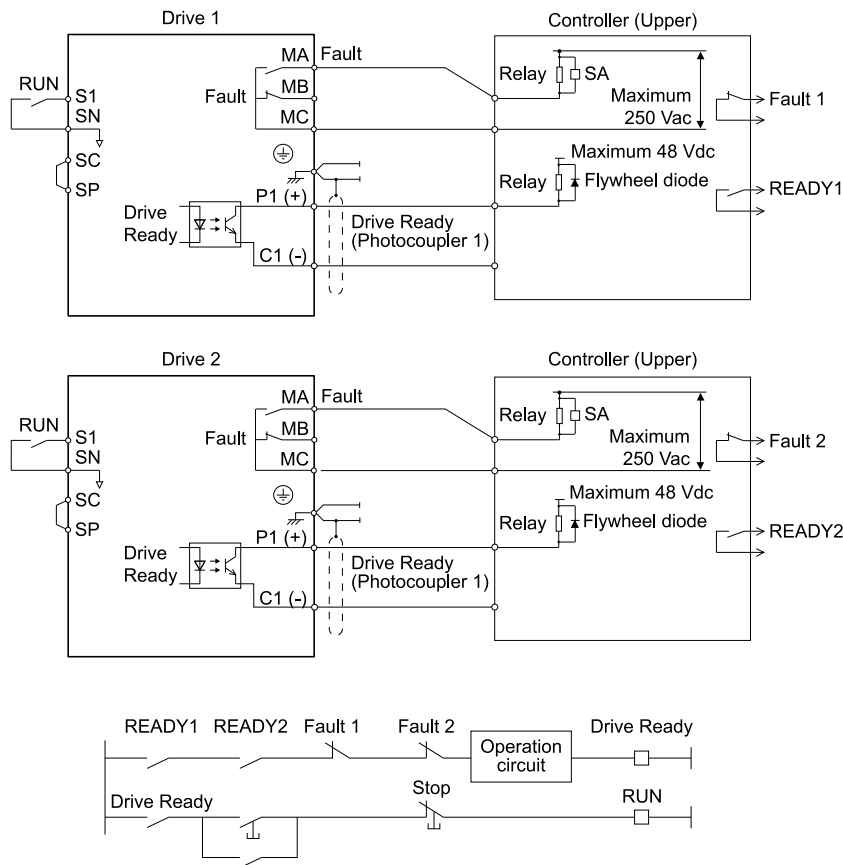 Drive 1
Controller (Upper)
MA Fault
RUN
S1
Fault
MB
Relay
SA
Maximum
250 Vac
Fault 1
SN
MC
SC
SP
Maximum 48 Vdc
Relay
Flywheel diode
READY1
Drive
Ready
P1 (+)
Drive Ready
(Photocoupler 1)
C1 (-)
Drive 2
Controller (Upper)
MA Fault
RUN
S1
Fault
MB
Relay
SA
Maximum
250 Vac
Fault 2
SN
MC
SC
SP
Maximum 48 Vdc
Relay
Flywheel diode
READY2
Drive
Ready
P1 (+)
Drive Ready
(Photocoupler 1)
C1 (-)
READY1 READY2 Fault 1 Fault 2 Operation
circuit
Drive Ready
Drive Ready
Stop
RUN